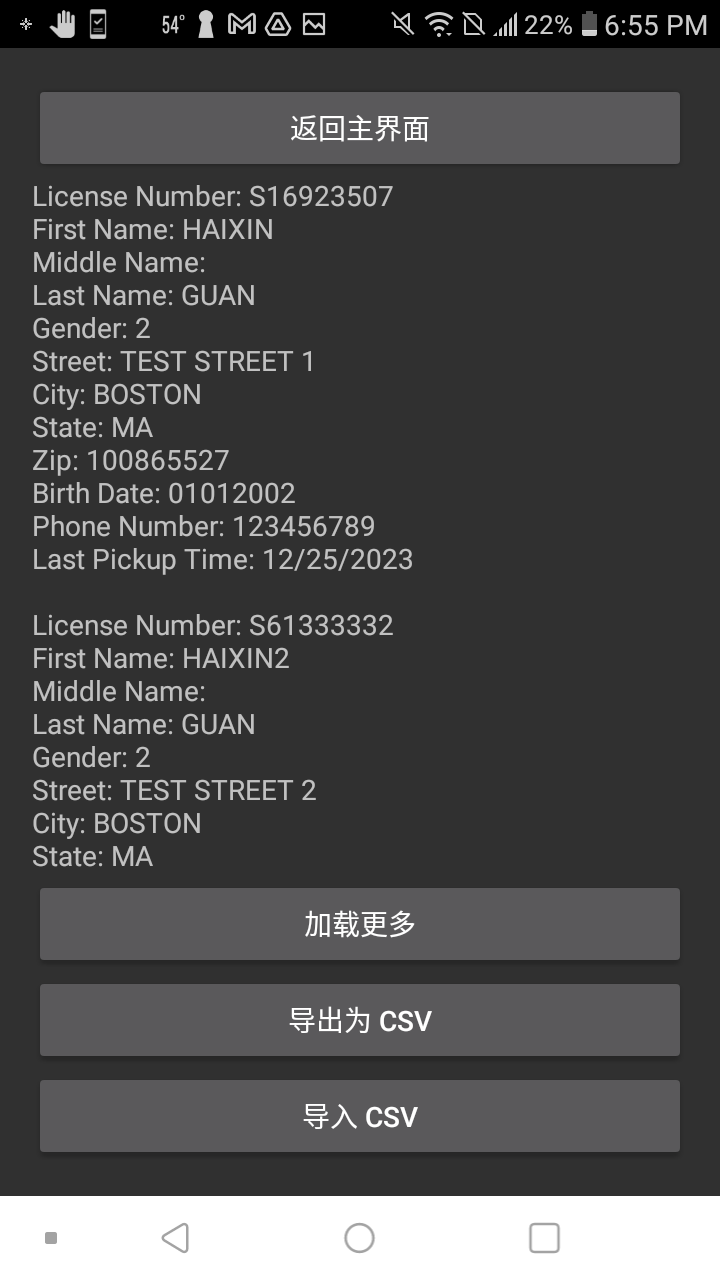 54°
22%
6:55 PM
返回主界面
License Number: S16923507
First Name: HAIXIN
Middle Name:
Last Name: GUAN
Gender: 2
Street: TEST STREET 1
City: BOSTON
State: MA
Zip: 100865527
Birth Date: 01012002
Phone Number: 123456789
Last Pickup Time: 12/25/2023
License Number: S61333332
First Name: HAIXIN2
Middle Name:
Last Name: GUAN
Gender: 2
Street: TEST STREET 2
City: BOSTON
State: MA
加载更多
导出为 CSV
导入 CSV